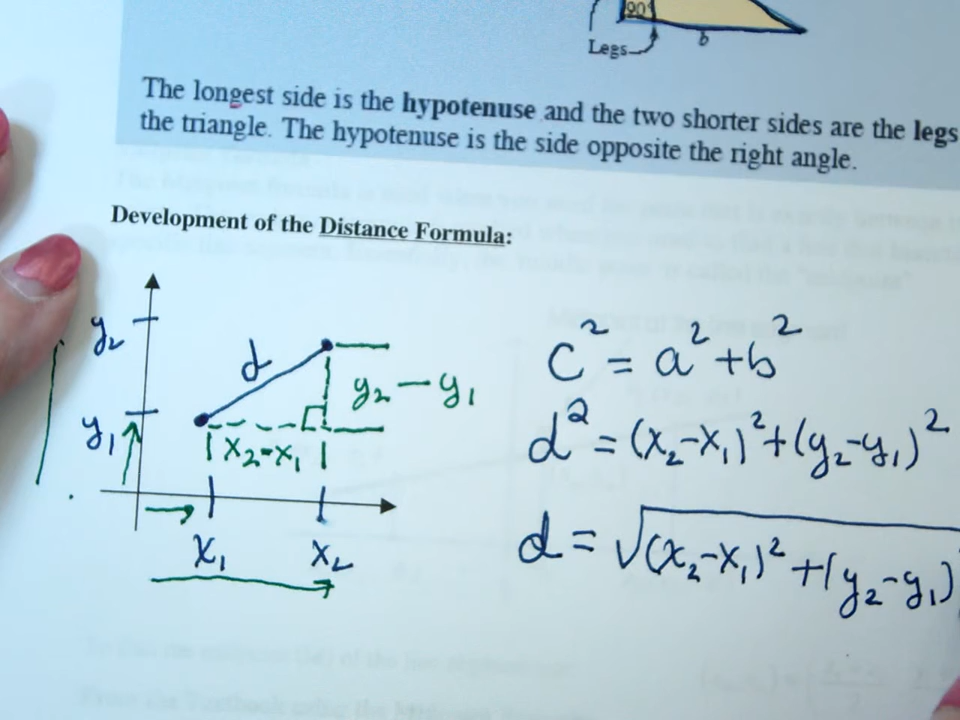 90°
Legs
b
The longest side is the hypotenuse and the two shorter sides are the legs
the triangle. The hypotenuse is the side opposite the right angle.
Development of the Distance Formula:
y₂
d
y₂ − y₁
y₁
x₂-x₁
x₁ x₂
c² = a² + b²
d² = (x₂-x₁)² + (y₂-y₁)²
d = √(x₂-x₁)² + (y₂-y₁)